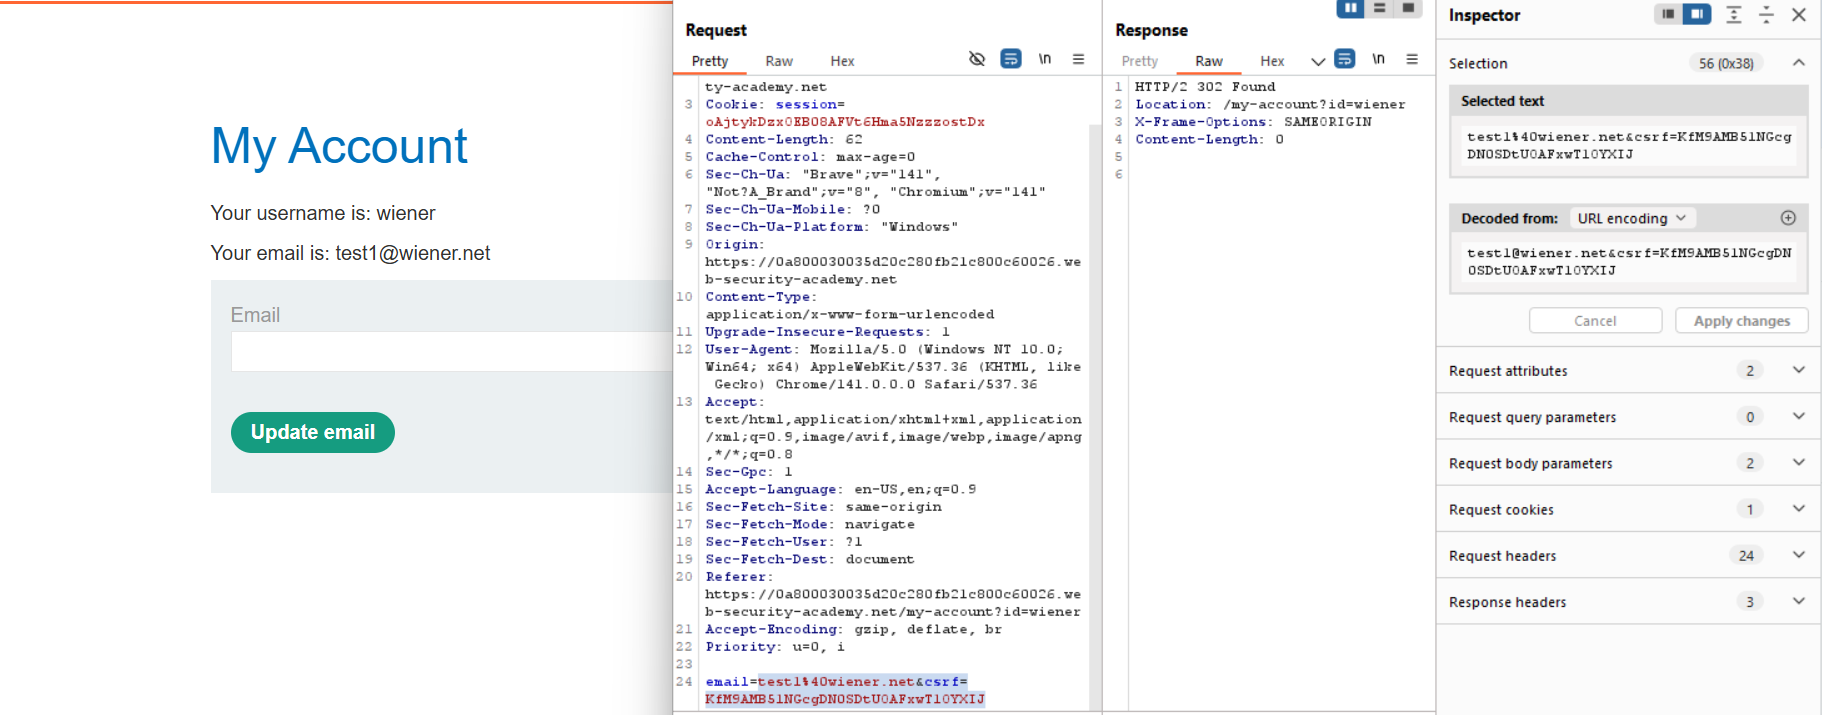 My Account
Your username is: wiener
Your email is: test1@wiener.net
Email
Update email
Request
Pretty
Raw
Hex
\n
ty-academy.net
3 Cookie: session=
oAjtykDzx0EB08AFVt6Hma5NzzzostDx
4 Content-Length: 62
5 Cache-Control: max-age=0
6 Sec-Ch-Ua: "Brave";v="141",
"Not?A_Brand";v="8", "Chromium";v="141"
7 Sec-Ch-Ua-Mobile: ?0
8 Sec-Ch-Ua-Platform: "Windows"
9 Origin:
https://0a800030035d20c280fb21c800c60026.we
b-security-academy.net
10 Content-Type:
application/x-www-form-urlencoded
11 Upgrade-Insecure-Requests: 1
12 User-Agent: Mozilla/5.0 (Windows NT 10.0;
Win64; x64) AppleWebKit/537.36 (KHTML, like
Gecko) Chrome/141.0.0.0 Safari/537.36
13 Accept:
text/html,application/xhtml+xml,application
/xml;q=0.9,image/avif,image/webp,image/apng
,*/*;q=0.8
14 Sec-Gpc: 1
15 Accept-Language: en-US,en;q=0.9
16 Sec-Fetch-Site: same-origin
17 Sec-Fetch-Mode: navigate
18 Sec-Fetch-User: ?1
19 Sec-Fetch-Dest: document
20 Referer:
https://0a800030035d20c280fb21c800c60026.we
b-security-academy.net/my-account?id=wiener
21 Accept-Encoding: gzip, deflate, br
22 Priority: u=0, i
23
24 email=test1%40wiener.net&csrf=
KfM9AMB51NGcgDN0SDtU0AFxwT10YXIJ
Response
Pretty
Raw
Hex
\n
1 HTTP/2 302 Found
2 Location: /my-account?id=wiener
3 X-Frame-Options: SAMEORIGIN
4 Content-Length: 0
5
6
Inspector
Selection 56 (0x38)
Selected text
test1%40wiener.net&csrf=KfM9AMB51NGcg
DN0SDtU0AFxwT10YXIJ
Decoded from: URL encoding
test1@wiener.net&csrf=KfM9AMB51NGcgDN
0SDtU0AFxwT10YXIJ
Cancel
Apply changes
Request attributes 2
Request query parameters 0
Request body parameters 2
Request cookies 1
Request headers 24
Response headers 3